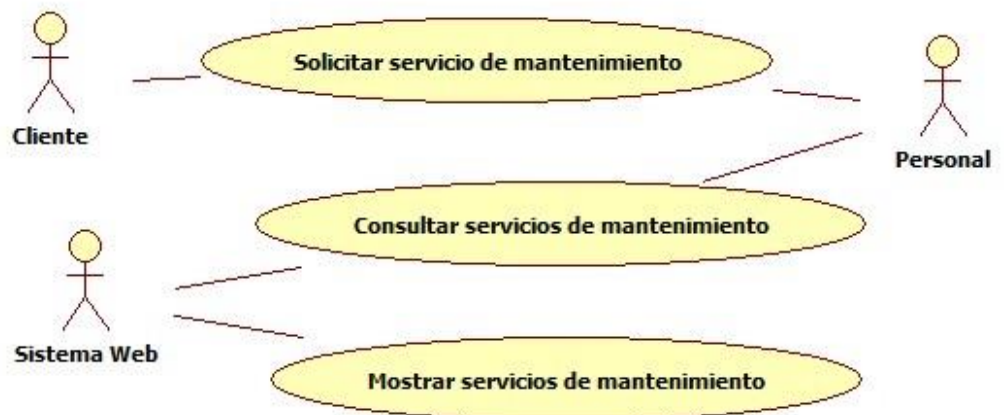 Solicitar servicio de mantenimiento
Cliente
Personal
Consultar servicios de mantenimiento
Sistema Web
Mostrar servicios de mantenimiento